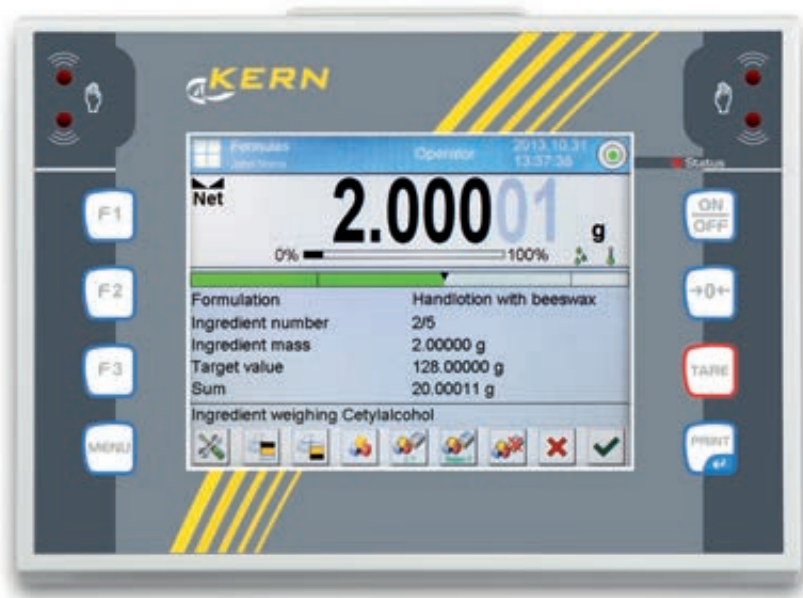 KERN
Formulas
Operator
2013.10.31
13:57:38
Status
Net
2.00001 g
0%
100%
Formulation Handlotion with beeswax
Ingredient number 2/5
Ingredient mass 2.00000 g
Target value 128.00000 g
Sum 20.00011 g
Ingredient weighing Cetylalcohol
F1
F2
F3
MENU
ON
OFF
→0←
TARE
PRINT